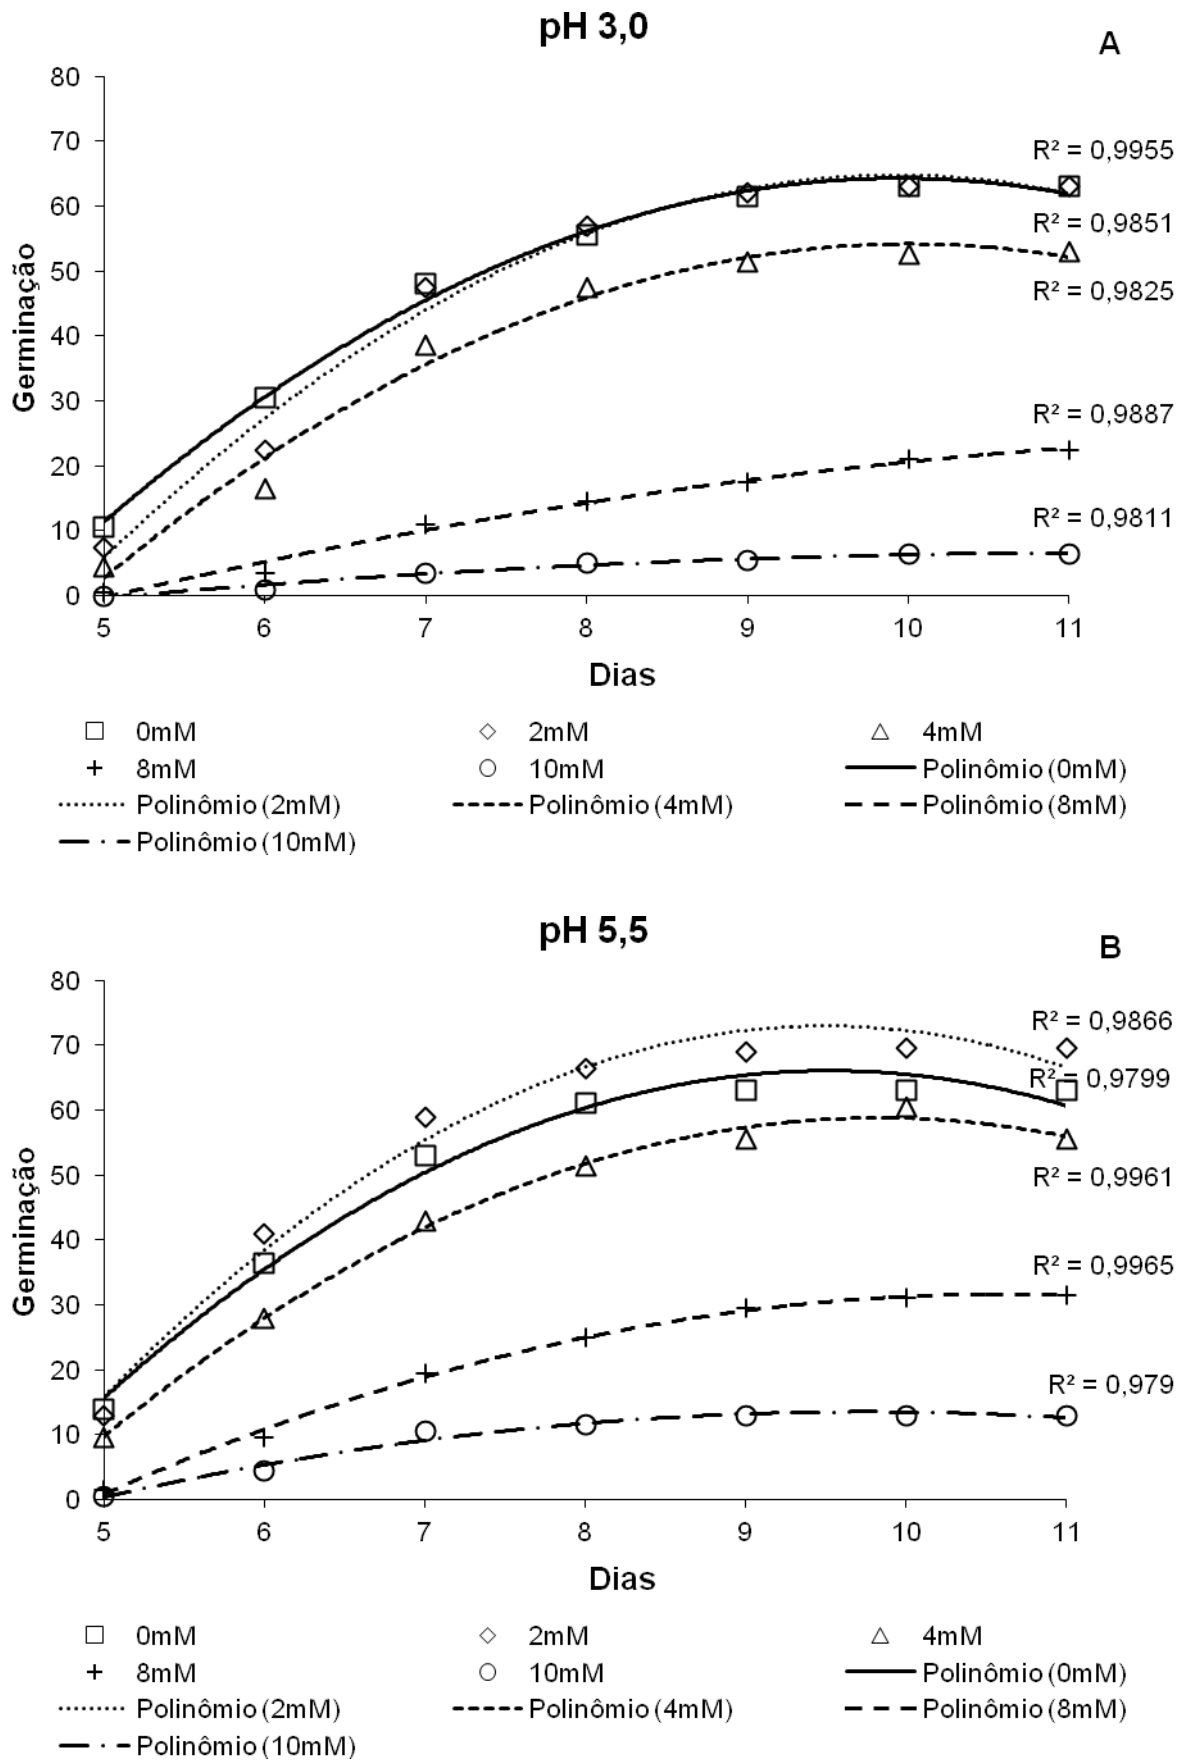 pH 3,0
A
80
70
60
50
40
30
20
10
0
Germinação
R² = 0,9955
R² = 0,9851
R² = 0,9825
R² = 0,9887
R² = 0,9811
5 6 7 8 9 10 11
Dias
0mM 2mM 4mM
8mM 10mM Polinômio (0mM)
Polinômio (2mM) Polinômio (4mM) Polinômio (8mM)
Polinômio (10mM)
pH 5,5
B
80
70
60
50
40
30
20
10
0
Germinação
R² = 0,9866
R² = 0,9799
R² = 0,9961
R² = 0,9965
R² = 0,979
5 6 7 8 9 10 11
Dias
0mM 2mM 4mM
8mM 10mM Polinômio (0mM)
Polinômio (2mM) Polinômio (4mM) Polinômio (8mM)
Polinômio (10mM)